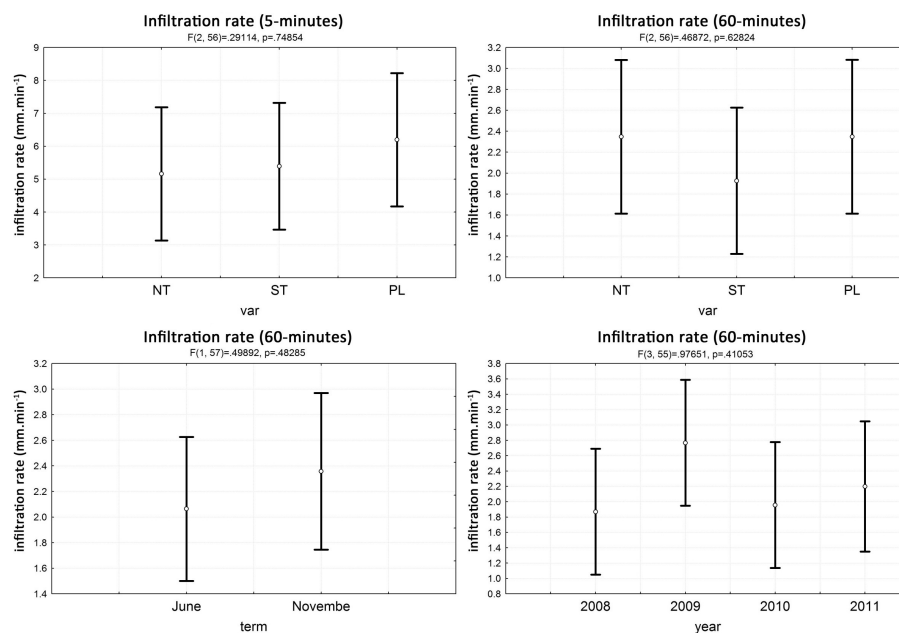 Infiltration rate (5-minutes)
F(2, 56)=.29114, p=.74854
infiltration rate (mm.min⁻¹)
9
8
7
6
5
4
3
2
NT ST PL
var
Infiltration rate (60-minutes)
F(2, 56)=.46872, p=.62824
infiltration rate (mm.min⁻¹)
3.2
3.0
2.8
2.6
2.4
2.2
2.0
1.8
1.6
1.4
1.2
1.0
NT ST PL
var
Infiltration rate (60-minutes)
F(1, 57)=.49892, p=.48285
infiltration rate (mm.min⁻¹)
3.2
3.0
2.8
2.6
2.4
2.2
2.0
1.8
1.6
1.4
June Novembe
term
Infiltration rate (60-minutes)
F(3, 55)=.97651, p=.41053
infiltration rate (mm.min⁻¹)
3.8
3.6
3.4
3.2
3.0
2.8
2.6
2.4
2.2
2.0
1.8
1.6
1.4
1.2
1.0
0.8
2008 2009 2010 2011
year